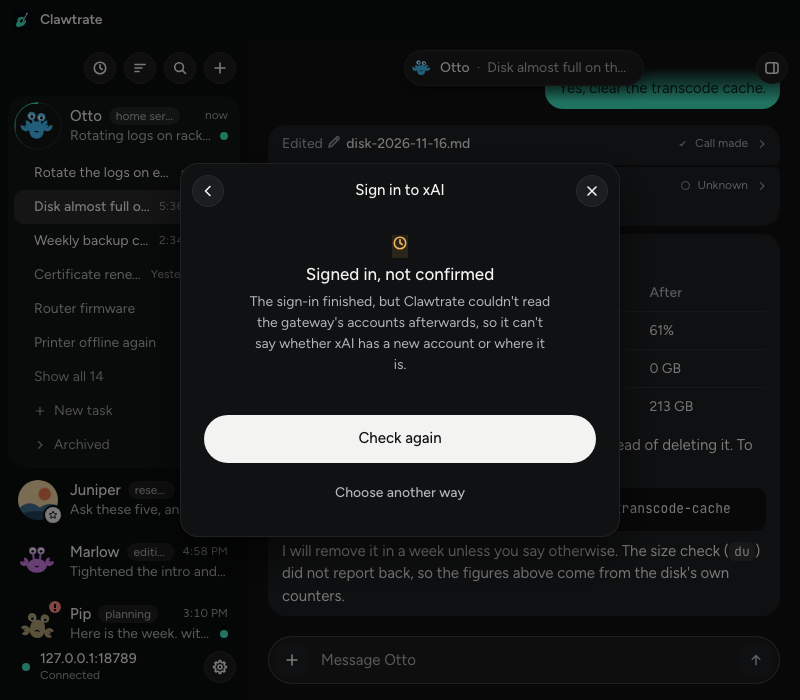 Clawtrate
Otto · Disk almost full on th...
Yes, clear the transcode cache.
Otto home ser... now
Rotating logs on rack...
Rotate the logs on e...
Disk almost full o... 5:36
Weekly backup c... 2:34
Certificate rene... Yeste
Router firmware
Printer offline again
Show all 14
New task
Archived
Juniper rese...
Ask these five, an
Marlow editi... 4:58 PM
Tightened the intro and...
Pip planning 3:10 PM
Here is the week. wit...
127.0.0.1:18789
Connected
Edited disk-2026-11-16.md Call made
Unknown
After
61%
0 GB
213 GB
ead of deleting it. To
transcode-cache
I will remove it in a week unless you say otherwise. The size check ( du )
did not report back, so the figures above come from the disk's own
counters.
Message Otto
Sign in to xAI
Signed in, not confirmed
The sign-in finished, but Clawtrate couldn't read
the gateway's accounts afterwards, so it can't
say whether xAI has a new account or where it
is.
Check again
Choose another way